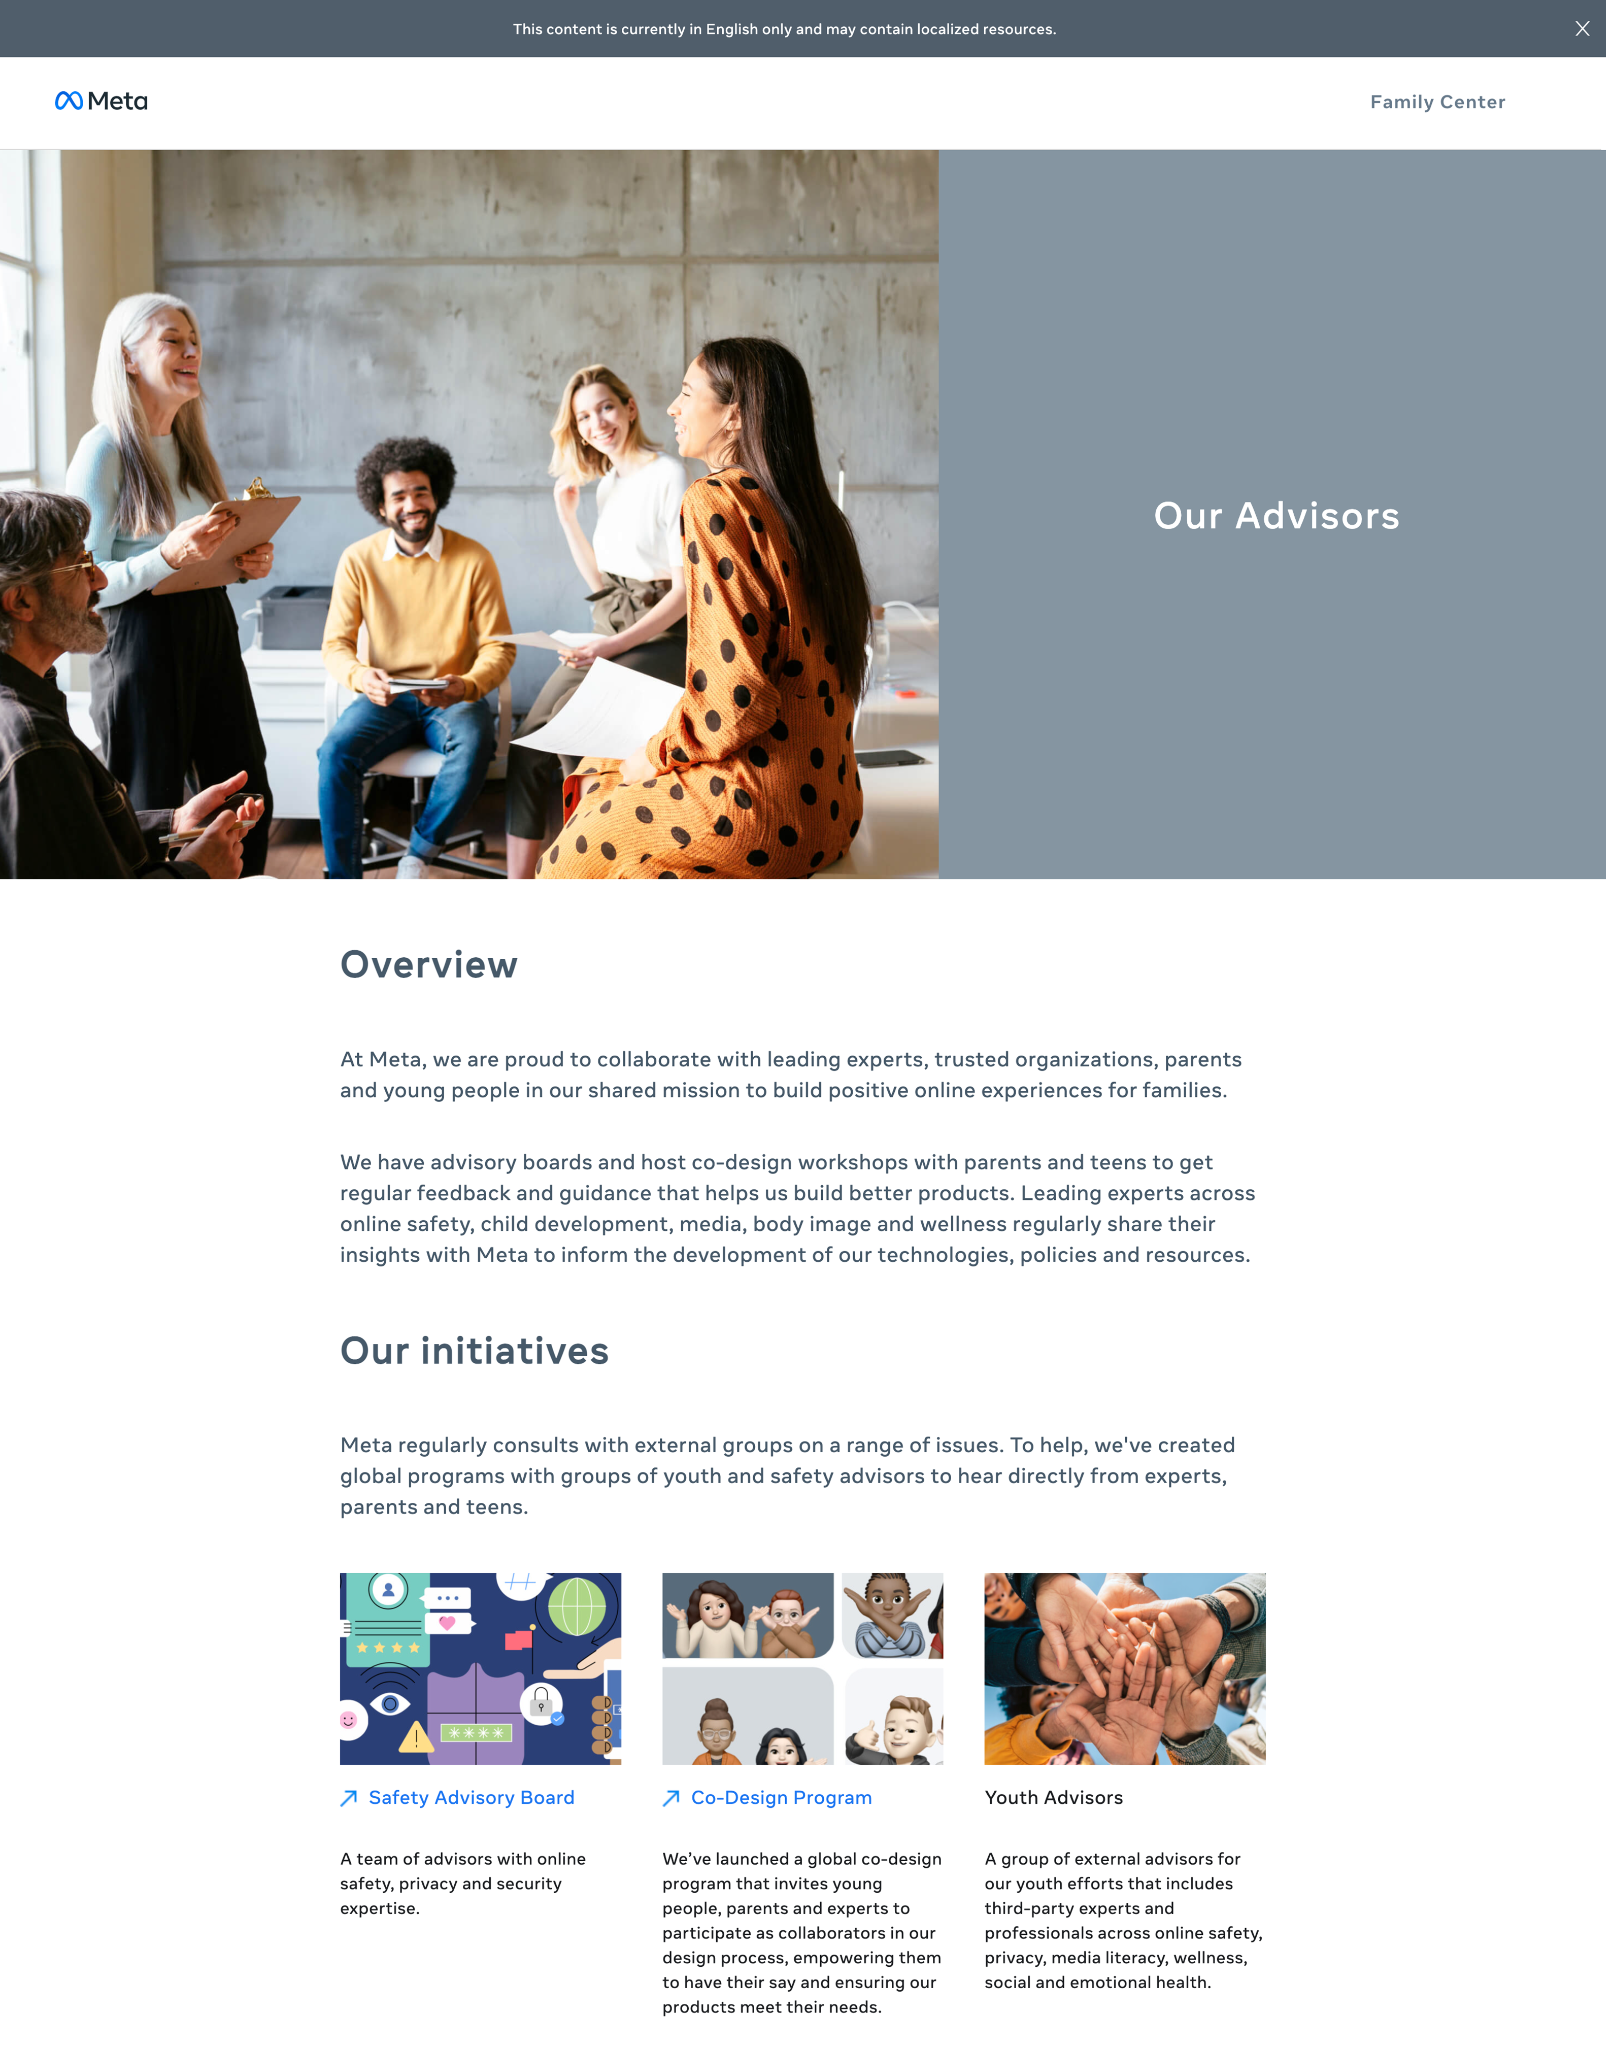 This content is currently in English only and may contain localized resources.
Meta
Family Center
Our Advisors
Overview
At Meta, we are proud to collaborate with leading experts, trusted organizations, parents
and young people in our shared mission to build positive online experiences for families.
We have advisory boards and host co-design workshops with parents and teens to get
regular feedback and guidance that helps us build better products. Leading experts across
online safety, child development, media, body image and wellness regularly share their
insights with Meta to inform the development of our technologies, policies and resources.
Our initiatives
Meta regularly consults with external groups on a range of issues. To help, we've created
global programs with groups of youth and safety advisors to hear directly from experts,
parents and teens.
Safety Advisory Board
A team of advisors with online
safety, privacy and security
expertise.
Co-Design Program
We’ve launched a global co-design
program that invites young
people, parents and experts to
participate as collaborators in our
design process, empowering them
to have their say and ensuring our
products meet their needs.
Youth Advisors
A group of external advisors for
our youth efforts that includes
third-party experts and
professionals across online safety,
privacy, media literacy, wellness,
social and emotional health.